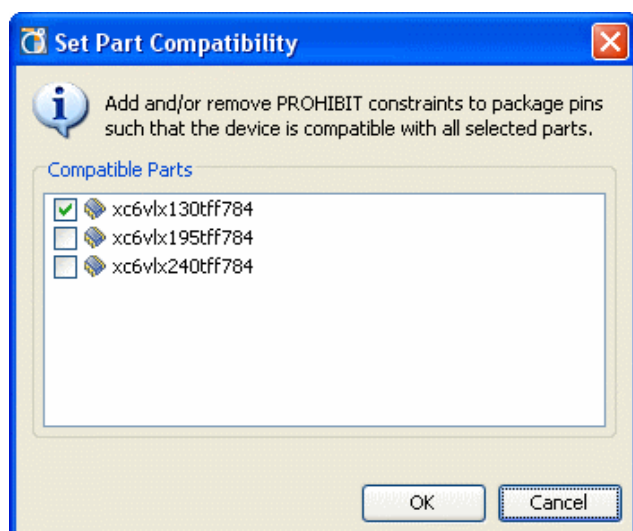 Set Part Compatibility
Add and/or remove PROHIBIT constraints to package pins
such that the device is compatible with all selected parts.
Compatible Parts
xc6vlx130tff784
xc6vlx195tff784
xc6vlx240tff784
OK
Cancel